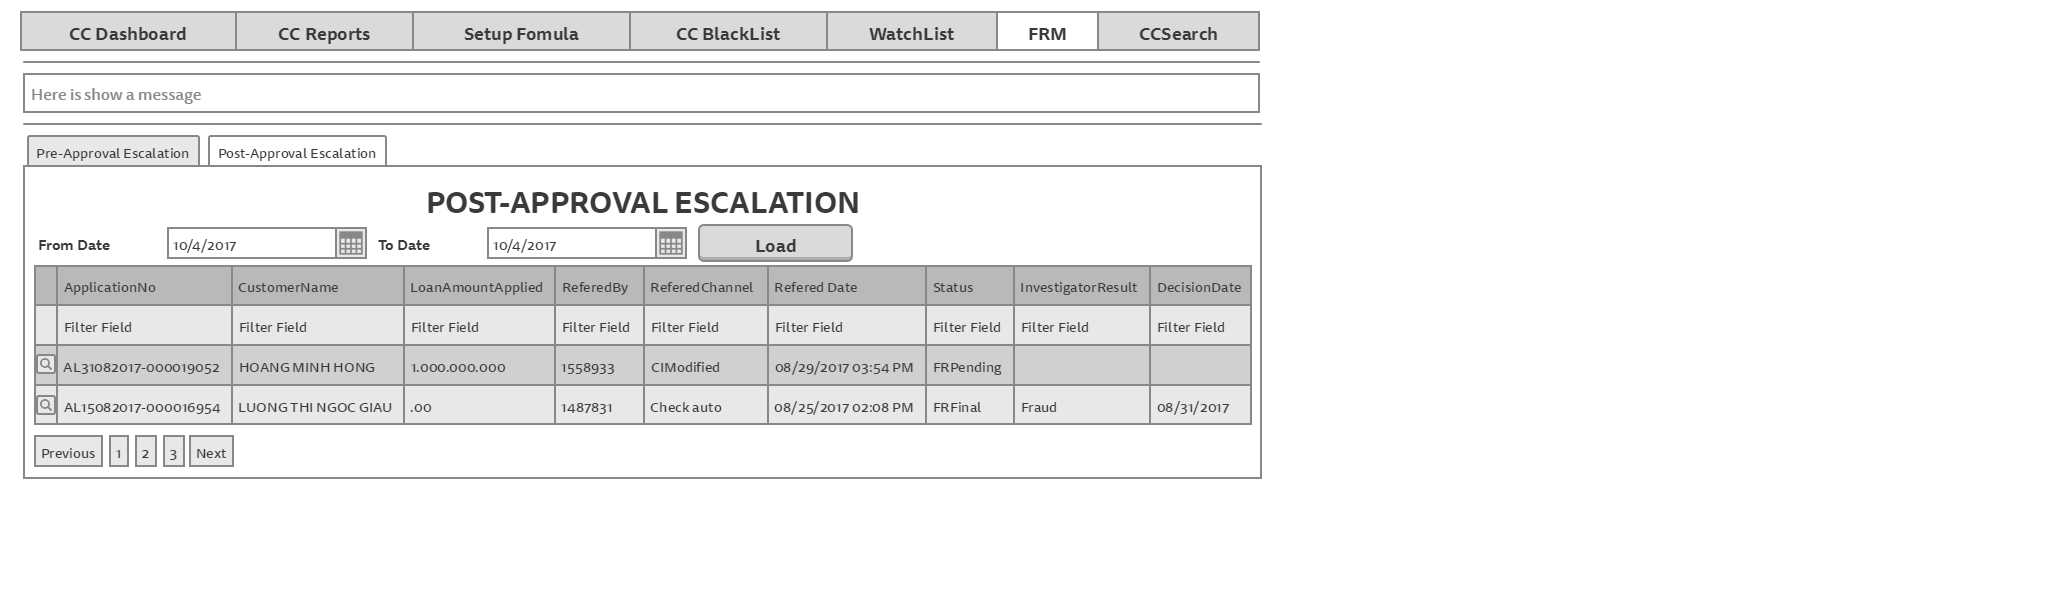 CC Dashboard CC Reports Setup Fomula CC BlackList WatchList FRM CCSearch
Here is show a message
Pre-Approval Escalation Post-Approval Escalation
POST-APPROVAL ESCALATION
From Date 10/4/2017 To Date 10/4/2017 Load
ApplicationNo CustomerName LoanAmountApplied ReferedBy ReferedChannel Refered Date Status InvestigatorResult DecisionDate
Filter Field Filter Field Filter Field Filter Field Filter Field Filter Field Filter Field Filter Field Filter Field
AL31082017-000019052 HOANG MINH HONG 1.000.000.000 1558933 CIModified 08/29/2017 03:54 PM FRPending
AL15082017-000016954 LUONG THI NGOC GIAU .00 1487831 Check auto 08/25/2017 02:08 PM FRFinal Fraud 08/31/2017
Previous 1 2 3 Next